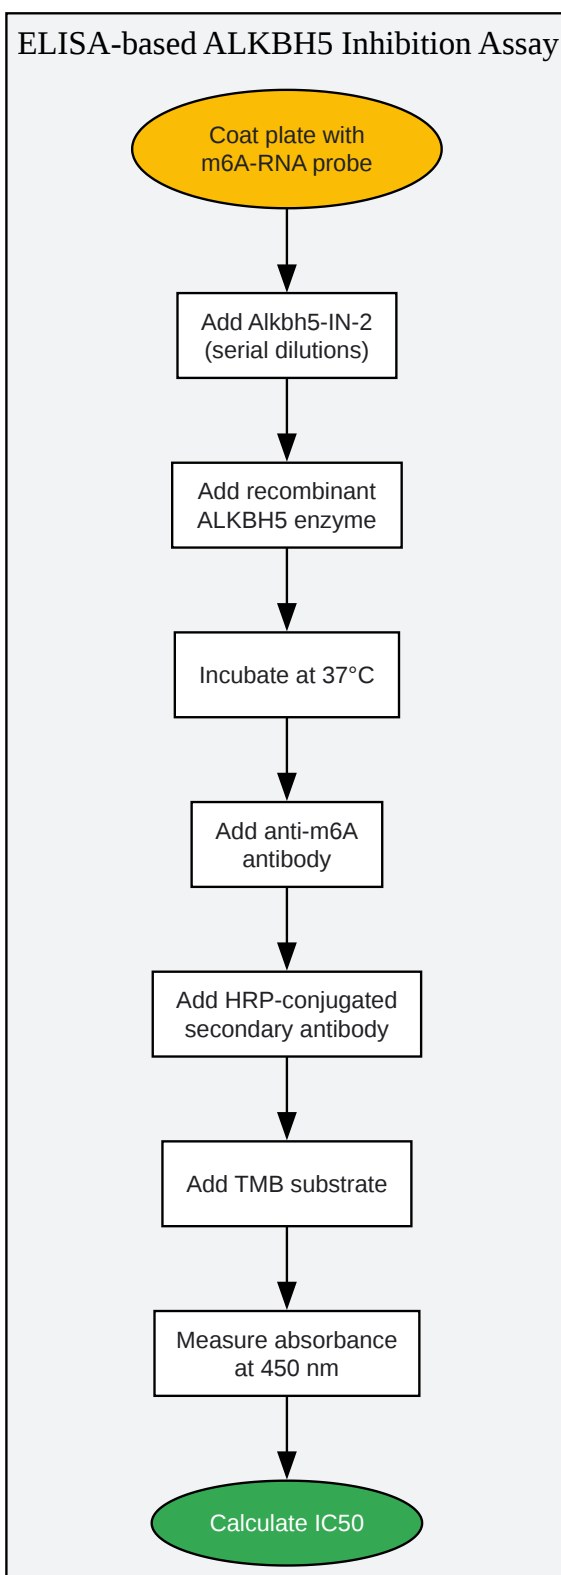 ELISA-based ALKBH5 Inhibition Assay
Coat plate with
m6A-RNA probe
Add Alkbh5-IN-2
(serial dilutions)
Add recombinant
ALKBH5 enzyme
Incubate at 37°C
Add anti-m6A
antibody
Add HRP-conjugated
secondary antibody
Add TMB substrate
Measure absorbance
at 450 nm
Calculate IC50